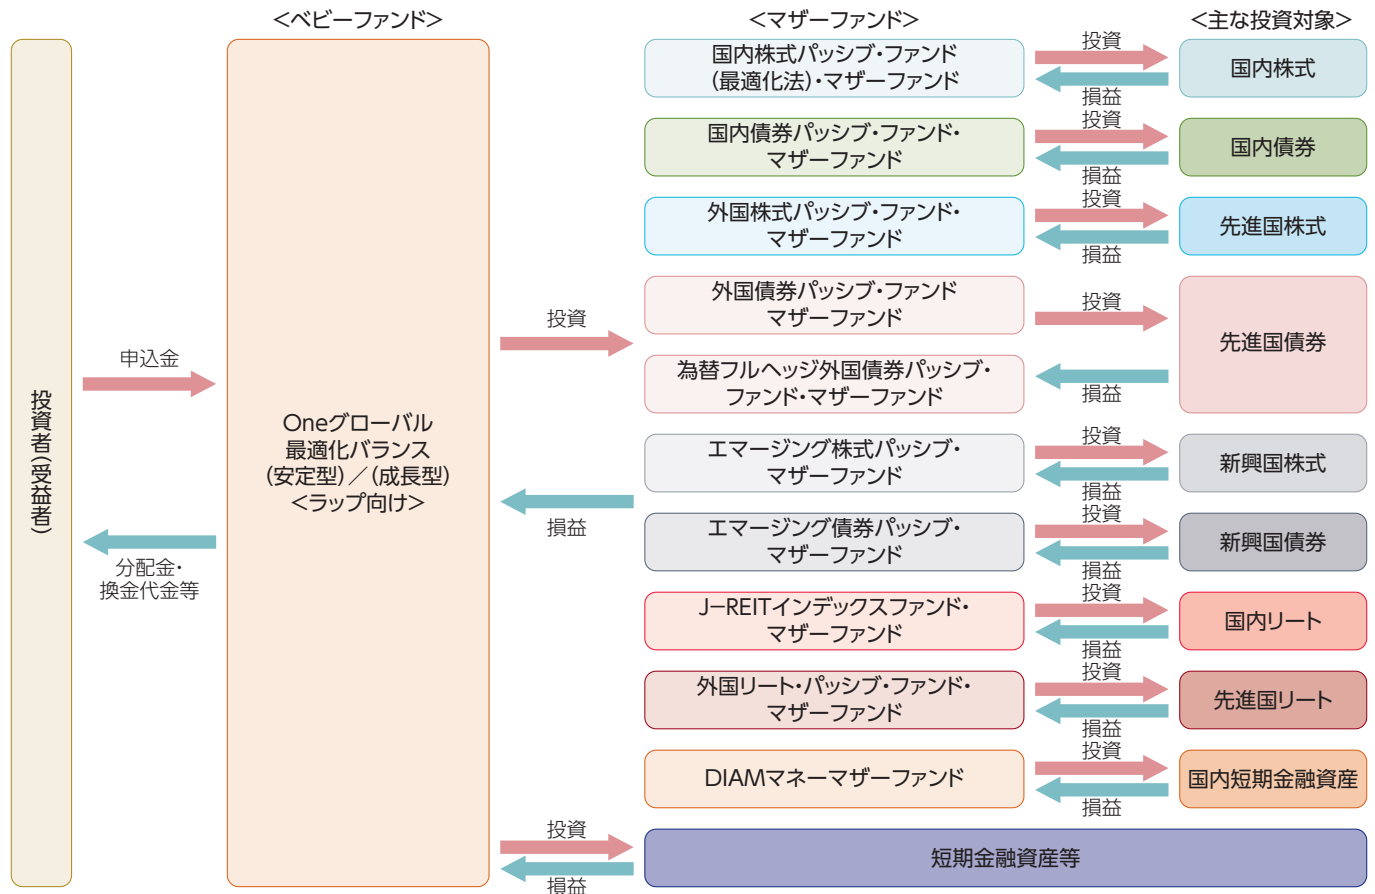 <ベビーファンド>
<マザーファンド>
<主な投資対象>
投資者(受益者)
申込金
分配金・
換金代金等
Oneグローバル
最適化バランス
(安定型)／(成長型)
<ラップ向け>
投資
損益
投資
損益
国内株式パッシブ・ファンド
(最適化法)・マザーファンド
投資
損益
国内株式
国内債券パッシブ・ファンド・
マザーファンド
投資
損益
国内債券
外国株式パッシブ・ファンド・
マザーファンド
投資
損益
先進国株式
外国債券パッシブ・ファンド
マザーファンド
投資
為替フルヘッジ外国債券パッシブ・
ファンド・マザーファンド
損益
先進国債券
エマージング株式パッシブ・
マザーファンド
投資
損益
新興国株式
エマージング債券パッシブ・
マザーファンド
投資
損益
新興国債券
J−REITインデックスファンド・
マザーファンド
投資
損益
国内リート
外国リート・パッシブ・ファンド・
マザーファンド
投資
損益
先進国リート
DIAMマネーマザーファンド
投資
損益
国内短期金融資産
短期金融資産等